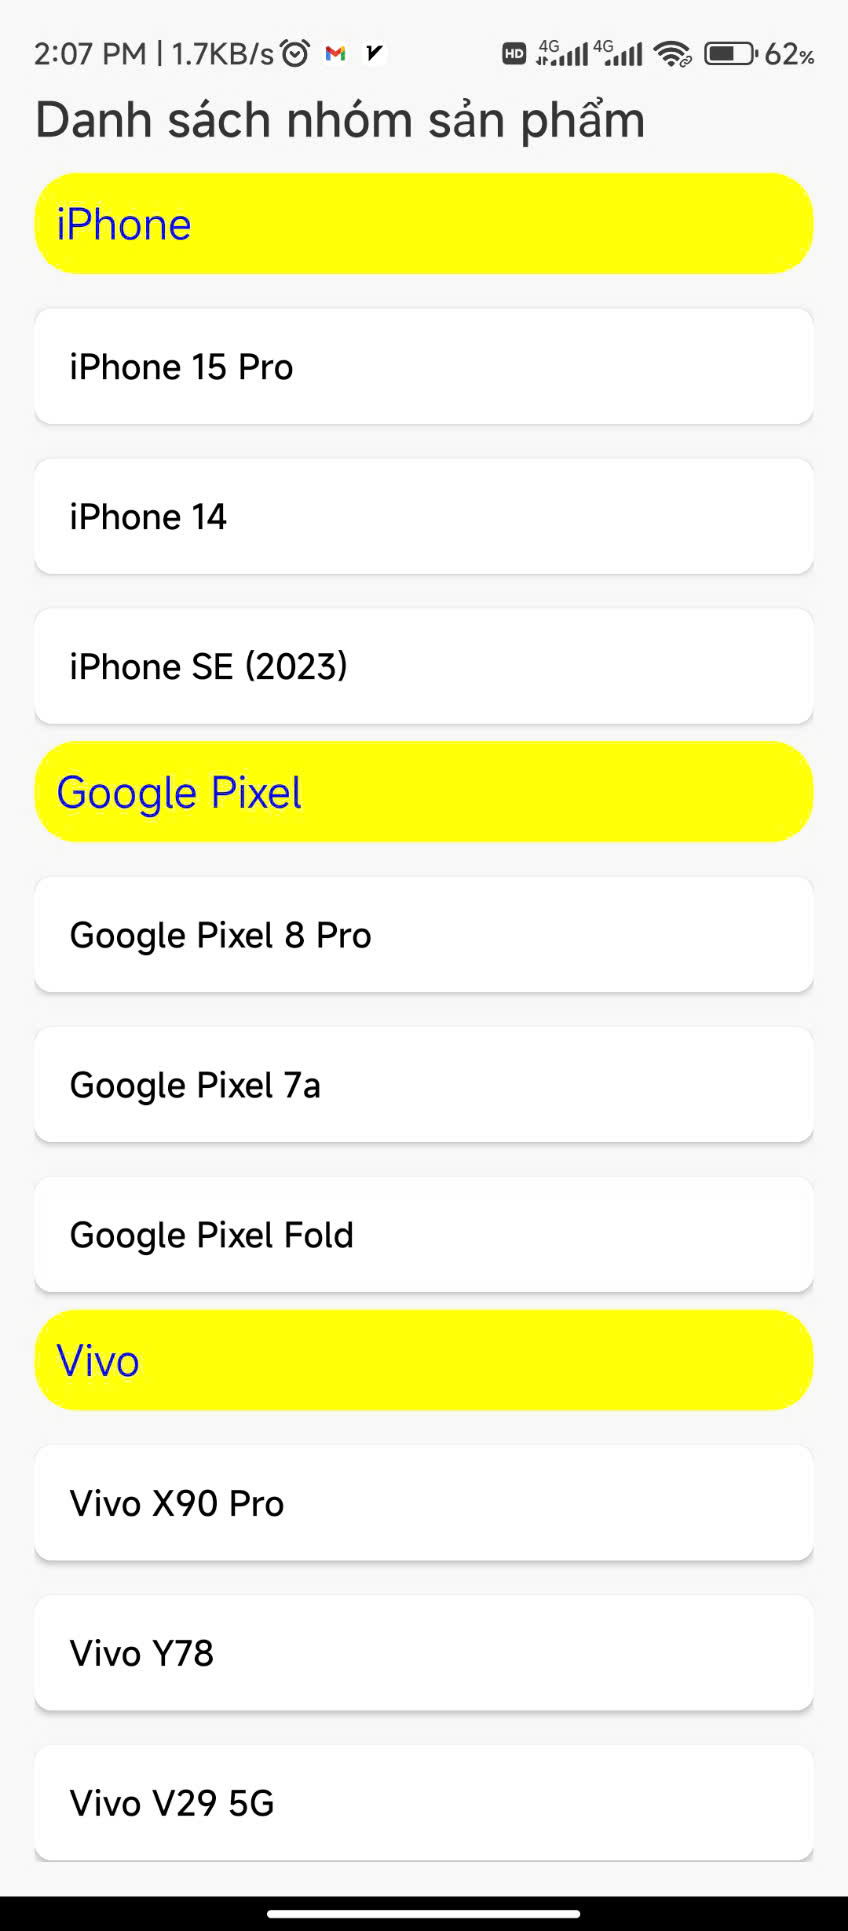 2:07 PM | 1.7KB/s HD 4G 4G 62%
Danh sách nhóm sản phẩm
iPhone
iPhone 15 Pro
iPhone 14
iPhone SE (2023)
Google Pixel
Google Pixel 8 Pro
Google Pixel 7a
Google Pixel Fold
Vivo
Vivo X90 Pro
Vivo Y78
Vivo V29 5G